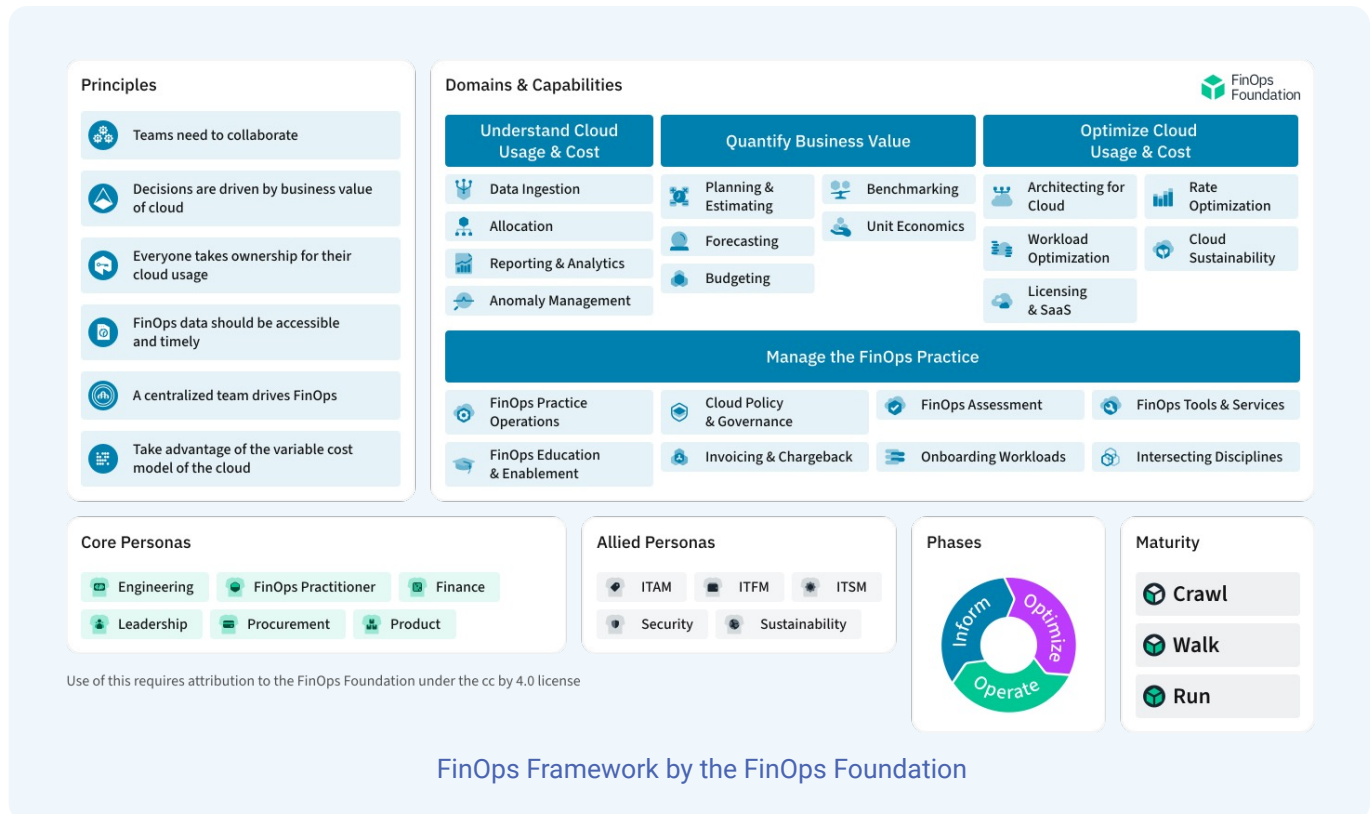 Principles
Teams need to collaborate
Decisions are driven by business value
of cloud
Everyone takes ownership for their
cloud usage
FinOps data should be accessible
and timely
A centralized team drives FinOps
Take advantage of the variable cost
model of the cloud
Domains & Capabilities
FinOps
Foundation
Understand Cloud
Usage & Cost
Data Ingestion
Allocation
Reporting & Analytics
Anomaly Management
Quantify Business Value
Planning &
Estimating
Forecasting
Budgeting
Benchmarking
Unit Economics
Optimize Cloud
Usage & Cost
Architecting for
Cloud
Workload
Optimization
Licensing
& SaaS
Rate
Optimization
Cloud
Sustainability
Manage the FinOps Practice
FinOps Practice
Operations
Cloud Policy
& Governance
FinOps Assessment
FinOps Tools & Services
FinOps Education
& Enablement
Invoicing & Chargeback
Onboarding Workloads
Intersecting Disciplines
Core Personas
Engineering
FinOps Practitioner
Finance
Leadership
Procurement
Product
Allied Personas
ITAM
ITFM
ITSM
Security
Sustainability
Phases
Inform
Optimize
Operate
Maturity
Crawl
Walk
Run
Use of this requires attribution to the FinOps Foundation under the cc by 4.0 license
FinOps Framework by the FinOps Foundation